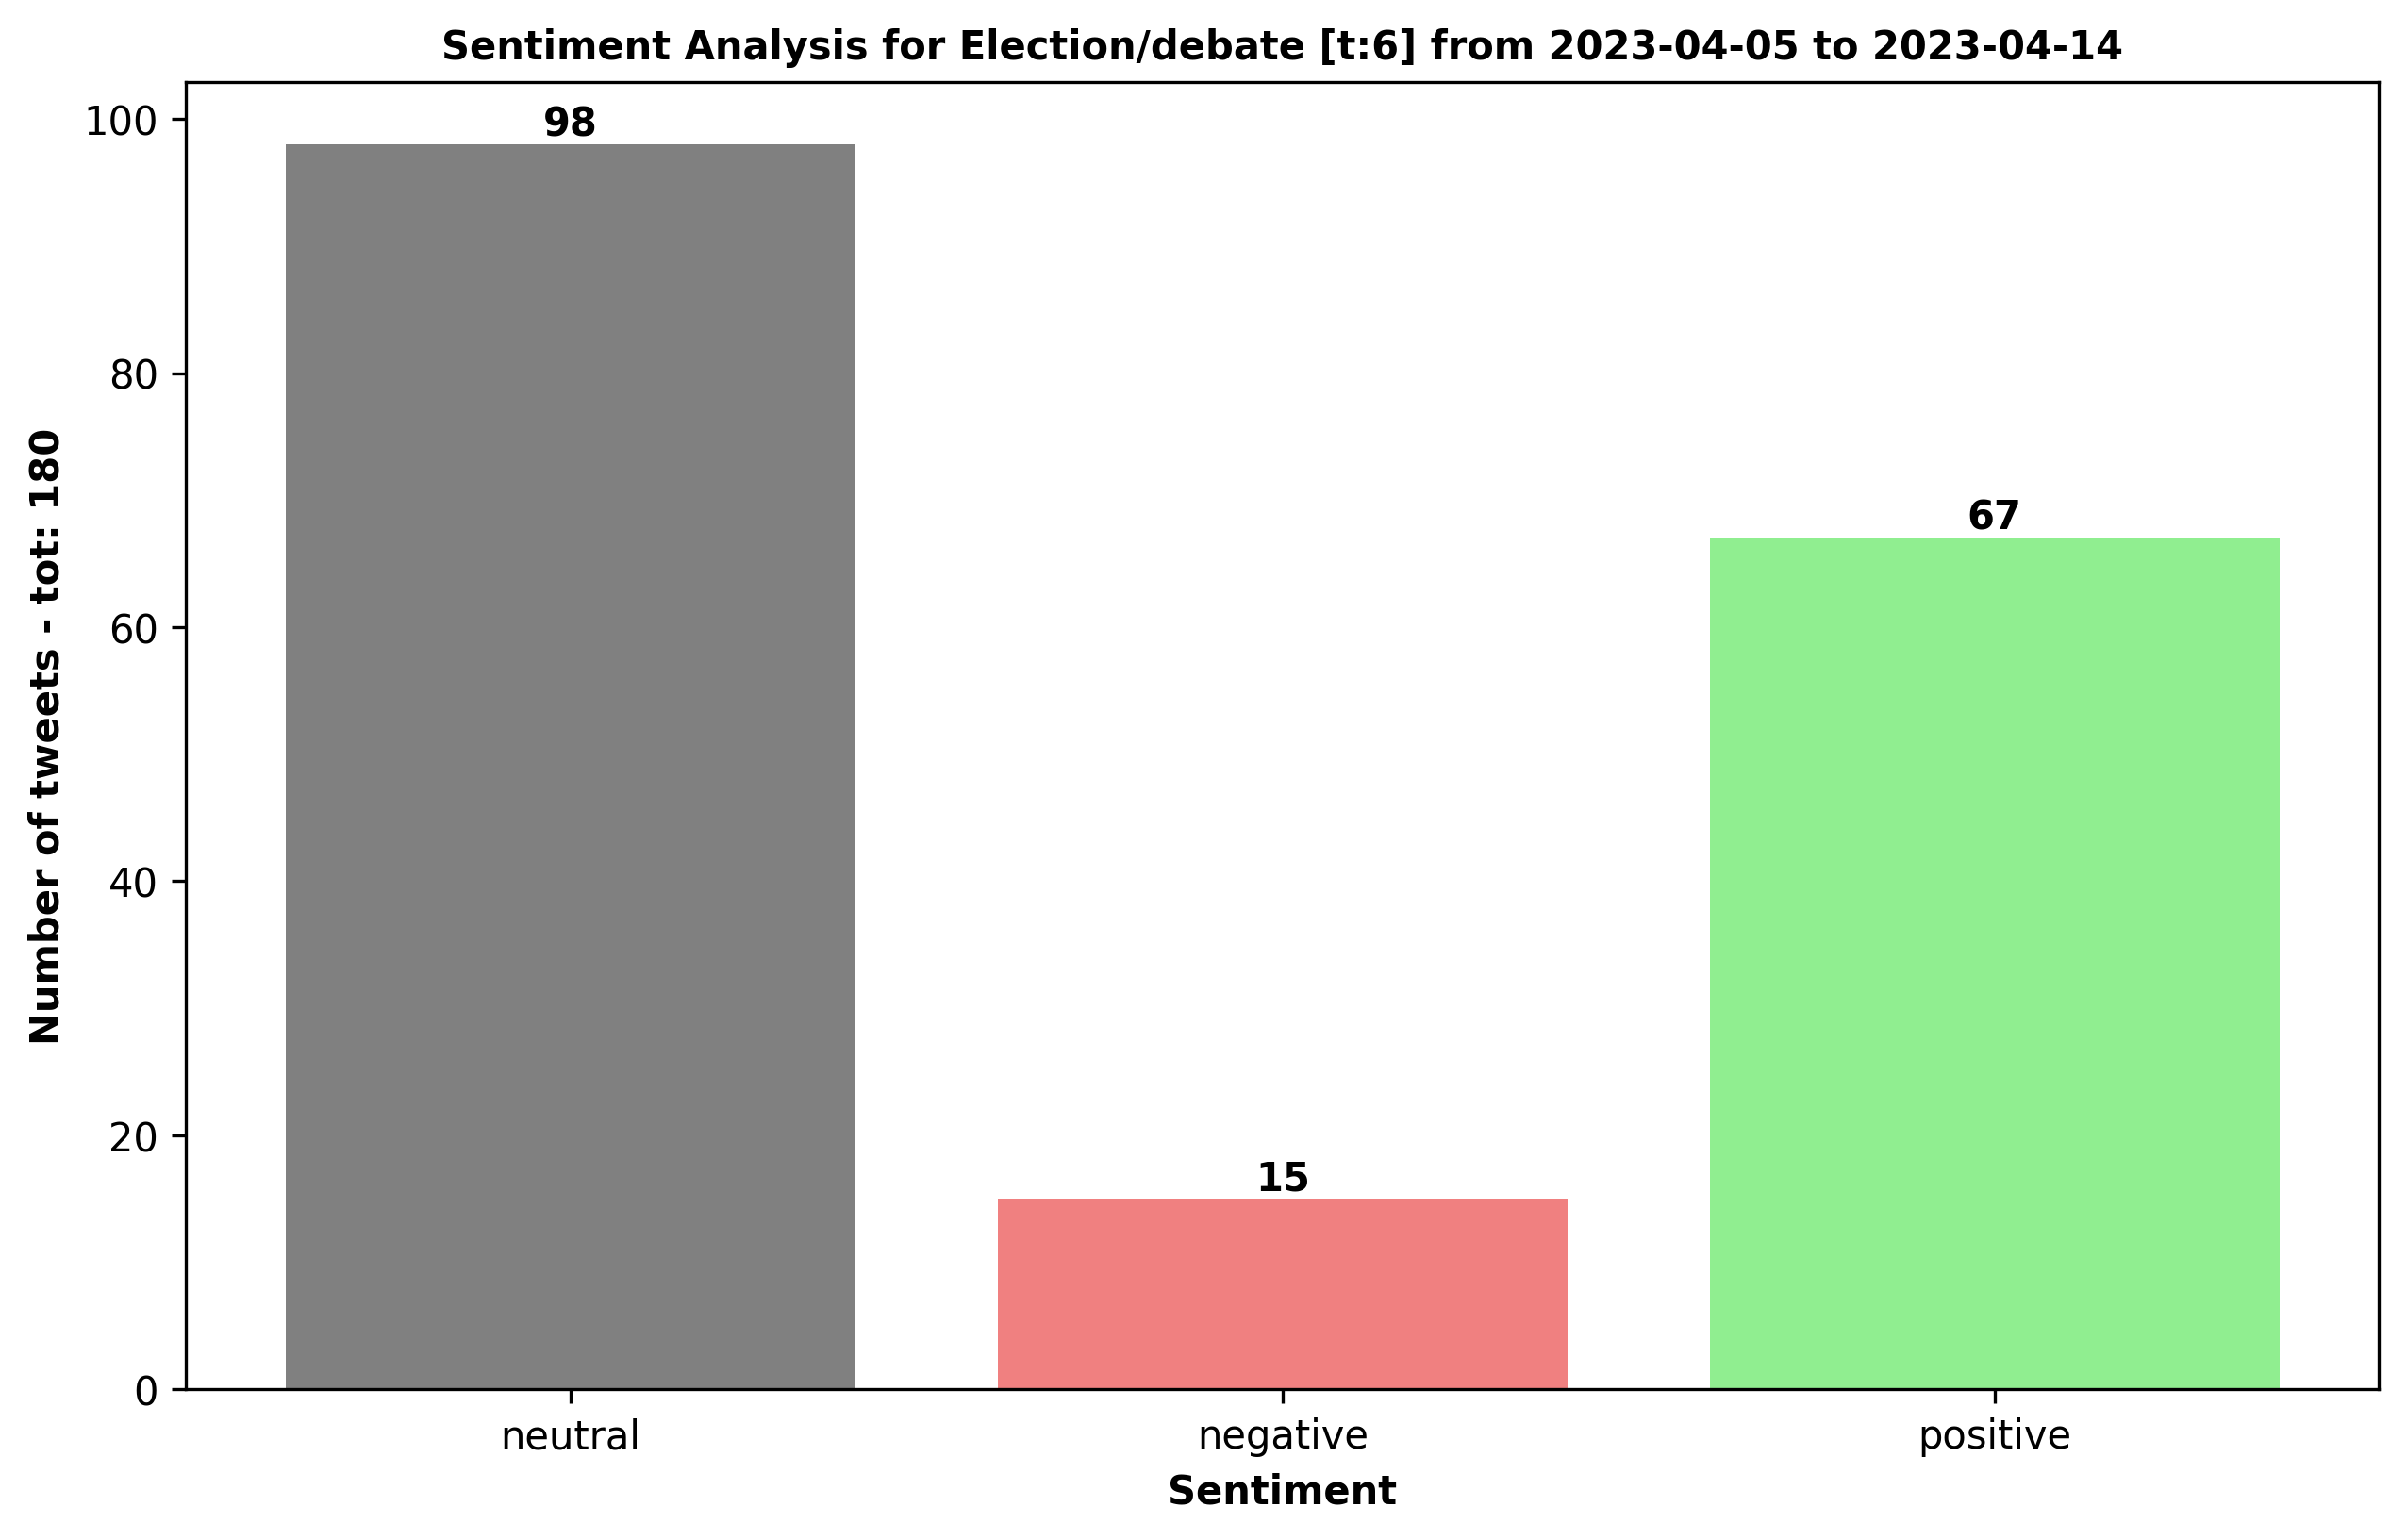 Sentiment Analysis for Election/debate [t:6] from 2023-04-05 to 2023-04-14
Number of tweets - tot: 180
100
80
60
40
20
0
98
15
67
neutral
negative
positive
Sentiment